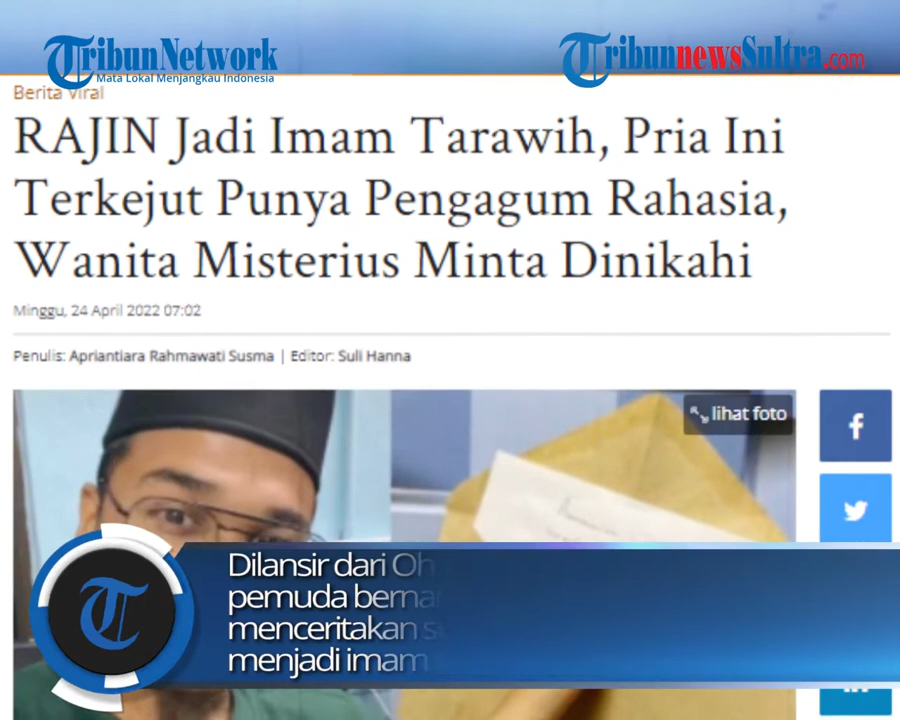 TribunNetwork
Mata Lokal Menjangkau Indonesia
TribunnewsSultra.com
Berita Viral
RAJIN Jadi Imam Tarawih, Pria Ini
Terkejut Punya Pengagum Rahasia,
Wanita Misterius Minta Dinikahi
Minggu, 24 April 2022 07:02
Penulis: Apriantiara Rahmawati Susma | Editor: Suli Hanna
lihat foto
Dilansir dari
pemuda
menceritakan
menjadi imam